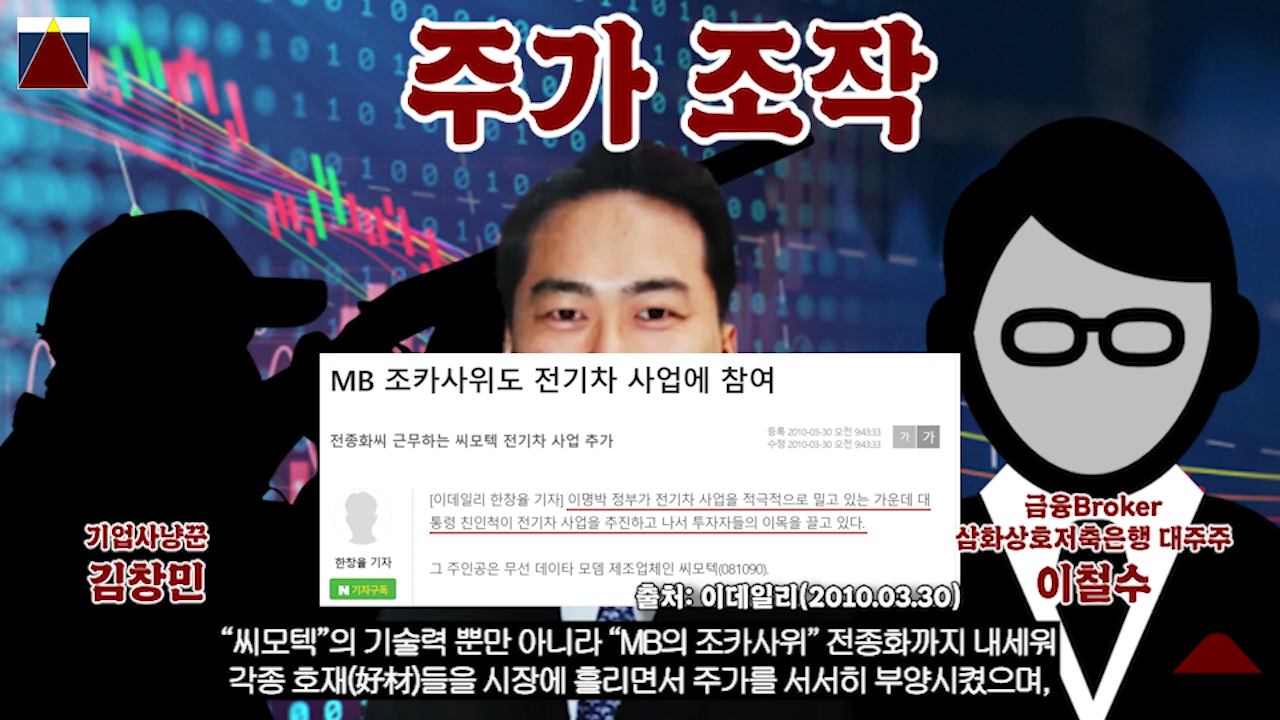 주가 조작
MB 조카사위도 전기차 사업에 참여
전종화씨 근무하는 씨모텍 전기차 사업 추가
등록 2010-03-30 오전 9:43:33
수정 2010-03-30 오전 9:43:33
가 가
[이데일리 한창율 기자] 이명박 정부가 전기차 사업을 적극적으로 밀고 있는 가운데 대
통령 친인척이 전기차 사업을 추진하고 나서 투자자들의 이목을 끌고 있다.
한창율 기자
N 기자구독
그 주인공은 무선 데이타 모뎀 제조업체인 씨모텍(081090).
출처: 이데일리(2010.03.30)
기업사냥꾼
김창민
금융Broker
삼화상호저축은행 대주주
이철수
“씨모텍”의 기술력 뿐만 아니라 “MB의 조카사위” 전종화까지 내세워
각종 호재(好材)들을 시장에 흘리면서 주가를 서서히 부양시켰으며,